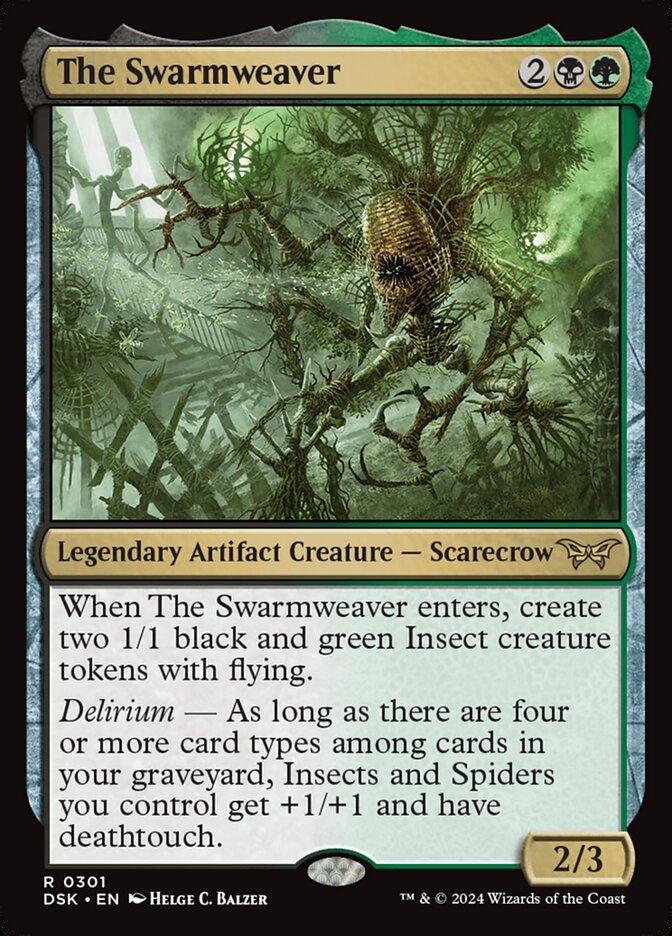 The Swarmweaver 2
Legendary Artifact Creature — Scarecrow
When The Swarmweaver enters, create
two 1/1 black and green Insect creature
tokens with flying.
Delirium — As long as there are four
or more card types among cards in
your graveyard, Insects and Spiders
you control get +1/+1 and have
deathtouch.
2/3
R 0301
DSK • EN Helge C. Balzer ™ & © 2024 Wizards of the Coast